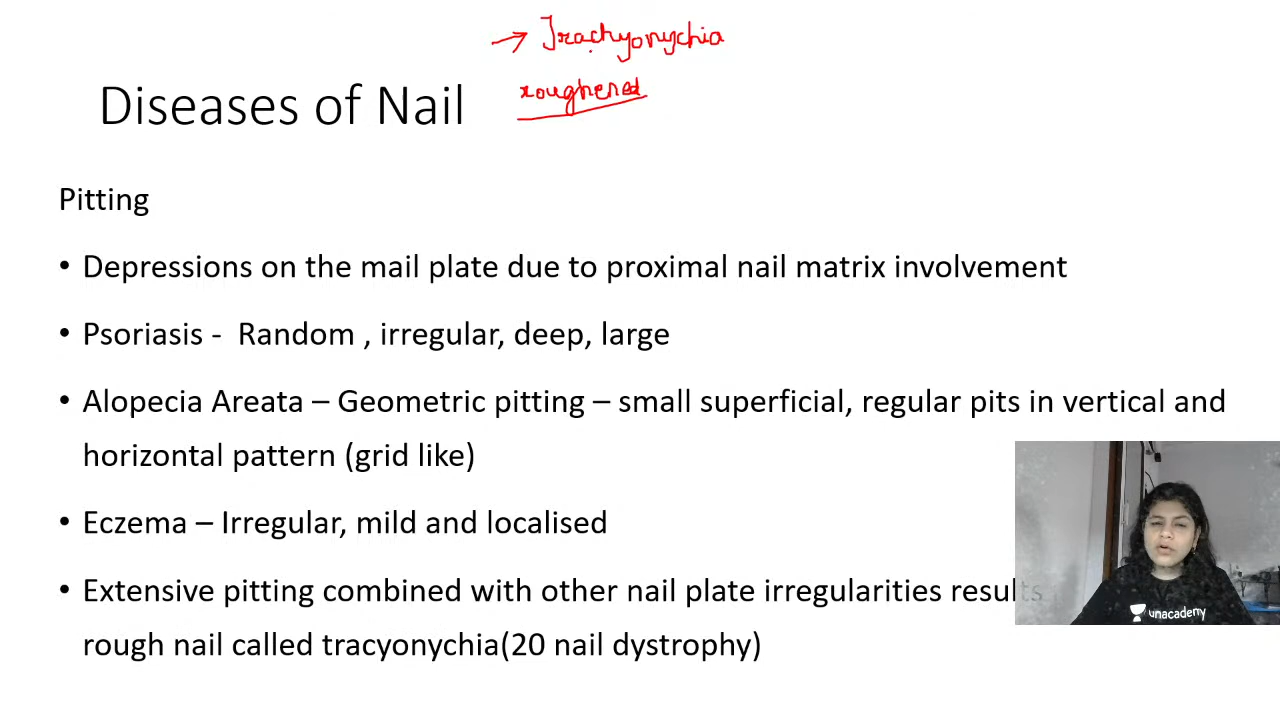 → Trachyonychia
roughened
Diseases of Nail
Pitting
• Depressions on the mail plate due to proximal nail matrix involvement
• Psoriasis - Random , irregular, deep, large
• Alopecia Areata – Geometric pitting – small superficial, regular pits in vertical and
horizontal pattern (grid like)
• Eczema – Irregular, mild and localised
• Extensive pitting combined with other nail plate irregularities results
rough nail called tracyonychia(20 nail dystrophy)
unacademy